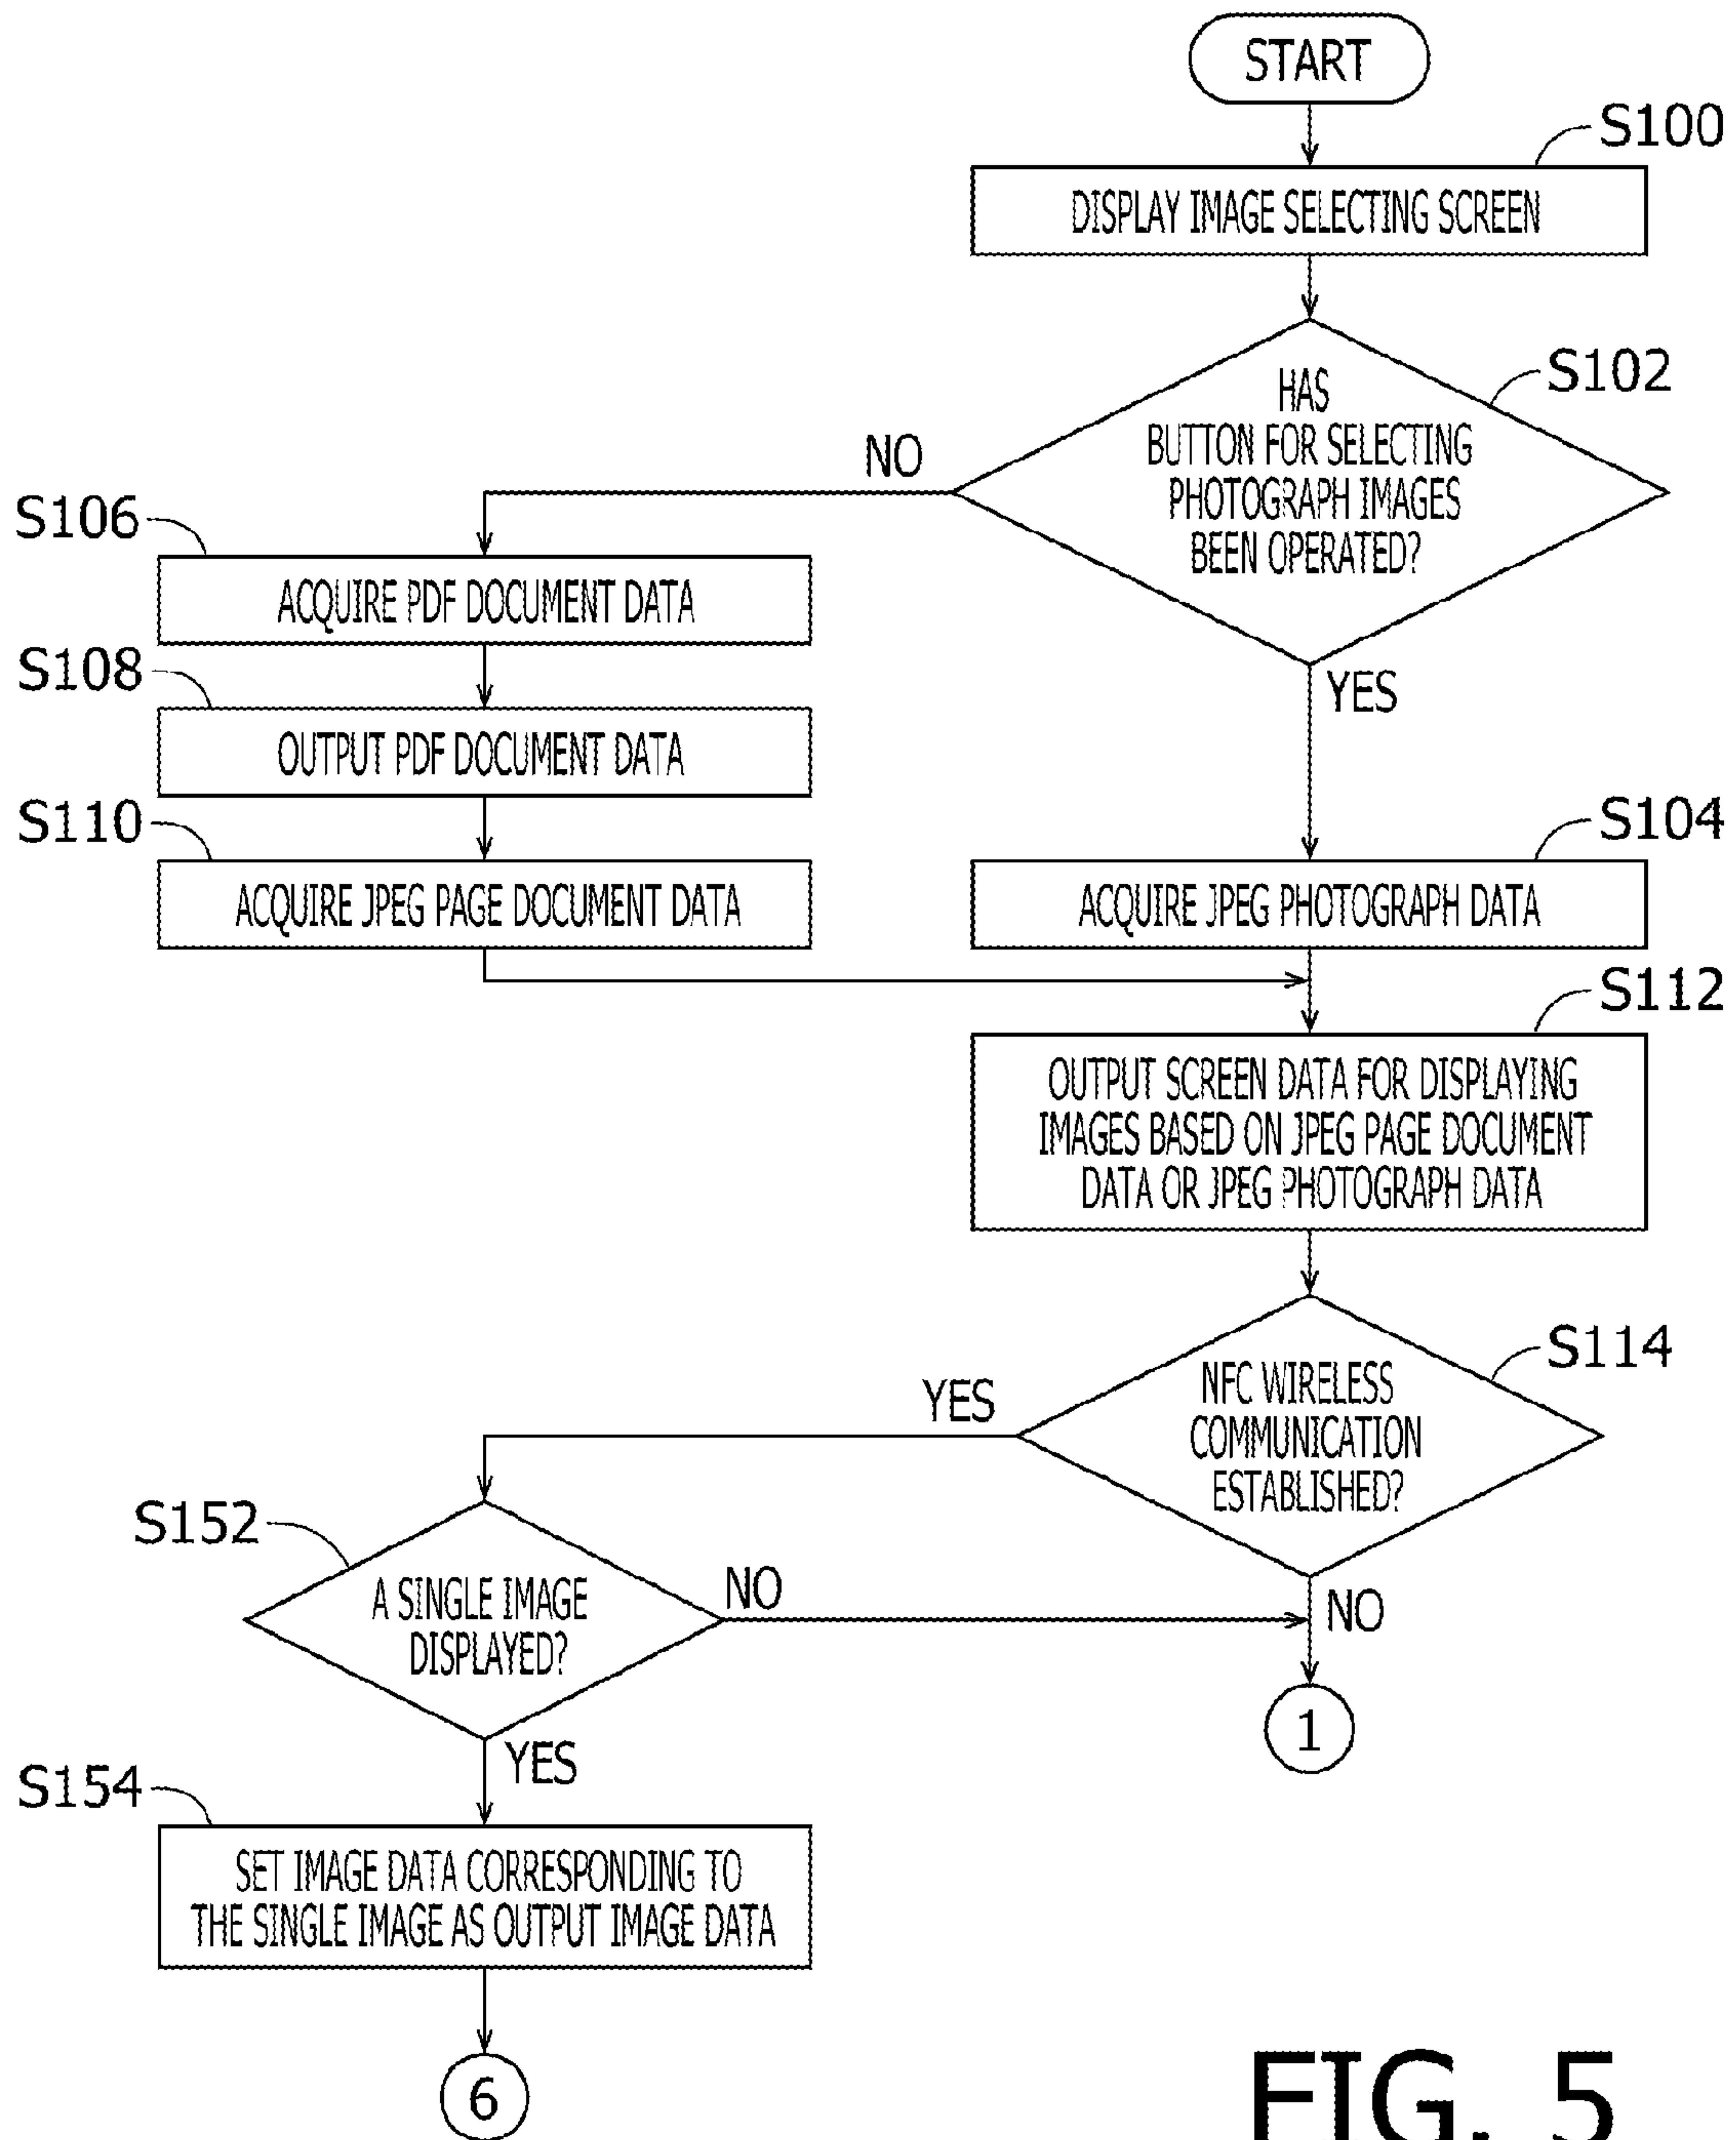 START
S100
DISPLAY IMAGE SELECTING SCREEN
S102
HAS
BUTTON FOR SELECTING
PHOTOGRAPH IMAGES
BEEN OPERATED?
NO
YES
S106
ACQUIRE PDF DOCUMENT DATA
S108
OUTPUT PDF DOCUMENT DATA
S110
ACQUIRE JPEG PAGE DOCUMENT DATA
S104
ACQUIRE JPEG PHOTOGRAPH DATA
S112
OUTPUT SCREEN DATA FOR DISPLAYING
IMAGES BASED ON JPEG PAGE DOCUMENT
DATA OR JPEG PHOTOGRAPH DATA
S114
NFC WIRELESS
COMMUNICATION
ESTABLISHED?
YES
NO
S152
A SINGLE IMAGE
DISPLAYED?
NO
YES
1
S154
SET IMAGE DATA CORRESPONDING TO
THE SINGLE IMAGE AS OUTPUT IMAGE DATA
6
FIG. 5